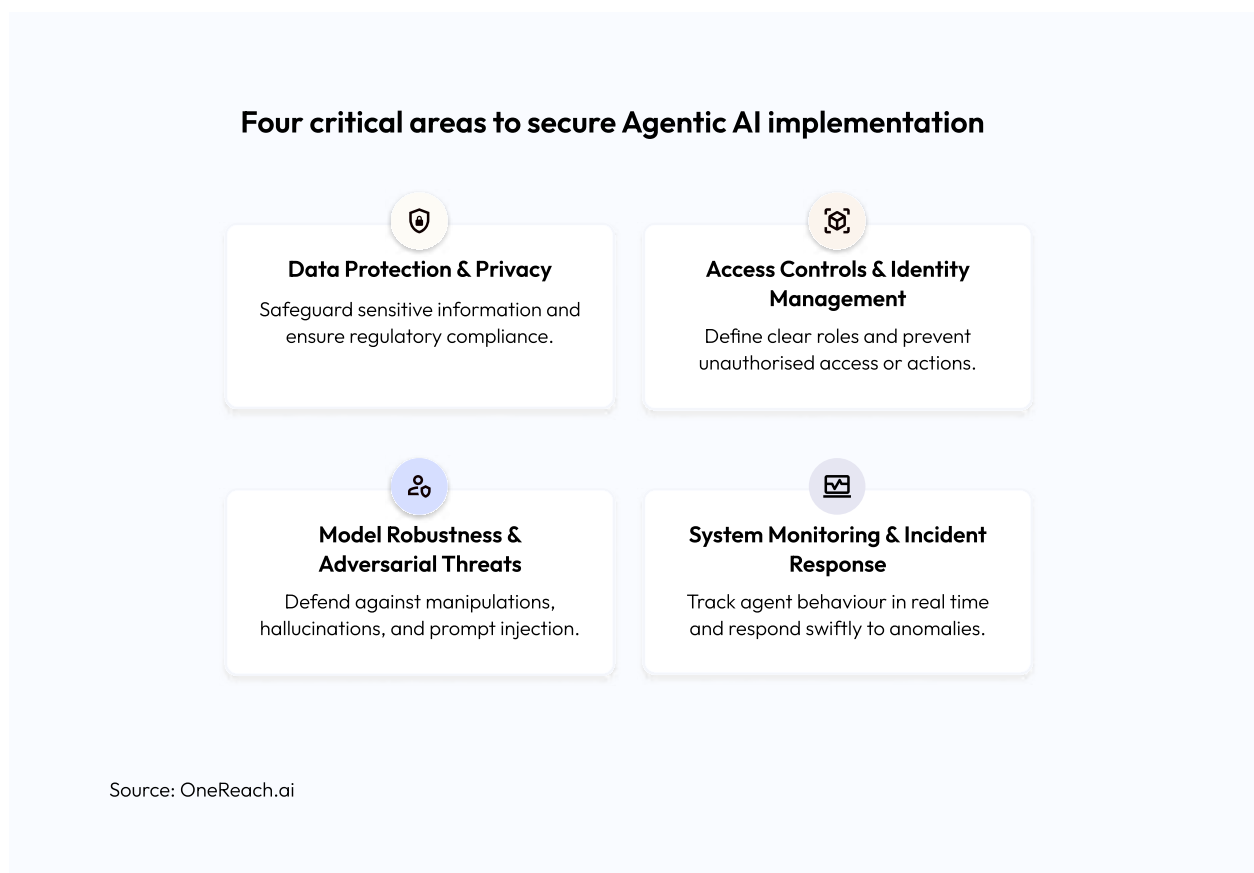 Four critical areas to secure Agentic AI implementation
Data Protection & Privacy
Safeguard sensitive information and
ensure regulatory compliance.
Access Controls & Identity
Management
Define clear roles and prevent
unauthorised access or actions.
Model Robustness &
Adversarial Threats
Defend against manipulations,
hallucinations, and prompt injection.
System Monitoring & Incident
Response
Track agent behaviour in real time
and respond swiftly to anomalies.
Source: OneReach.ai